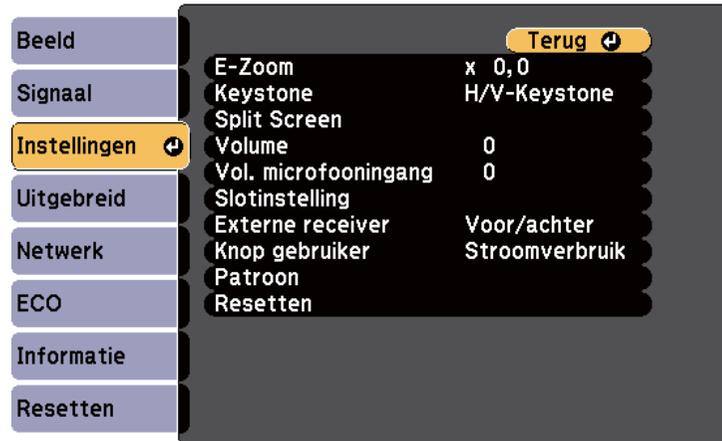 Beeld
Signaal
Instellingen
Uitgebreid
Netwerk
ECO
Informatie
Resetten
Terug
E-Zoom x 0,0
Keystone H/V-Keystone
Split Screen
Volume 0
Vol. microfooningang 0
Slotinstelling
Externe receiver Voor/achter
Knop gebruiker Stroomverbruik
Patroon
Resetten